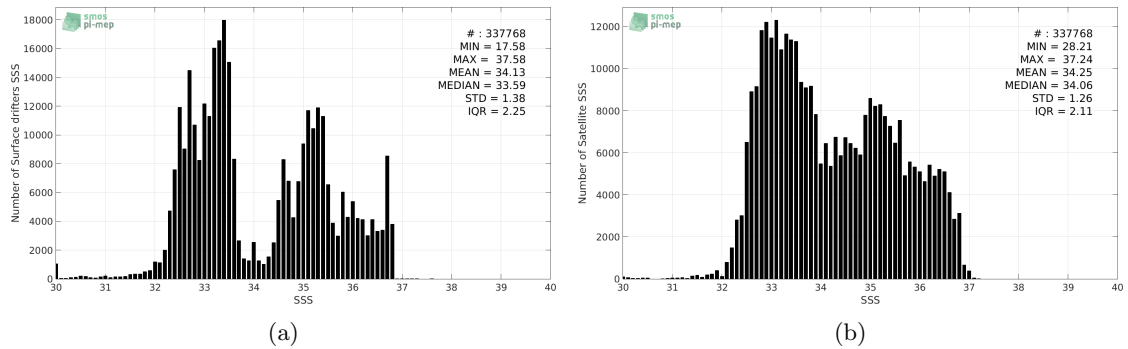 smos
pi-mep
Number of Surface drifters SSS
18000
16000
14000
12000
10000
8000
6000
4000
2000
0
# : 337768
MIN = 17.58
MAX = 37.58
MEAN = 34.13
MEDIAN = 33.59
STD = 1.38
IQR = 2.25
30 31 32 33 34 35 36 37 38 39 40
SSS
(a)
smos
pi-mep
Number of Satellite SSS
12000
10000
8000
6000
4000
2000
0
# : 337768
MIN = 28.21
MAX = 37.24
MEAN = 34.25
MEDIAN = 34.06
STD = 1.26
IQR = 2.11
30 31 32 33 34 35 36 37 38 39 40
SSS
(b)